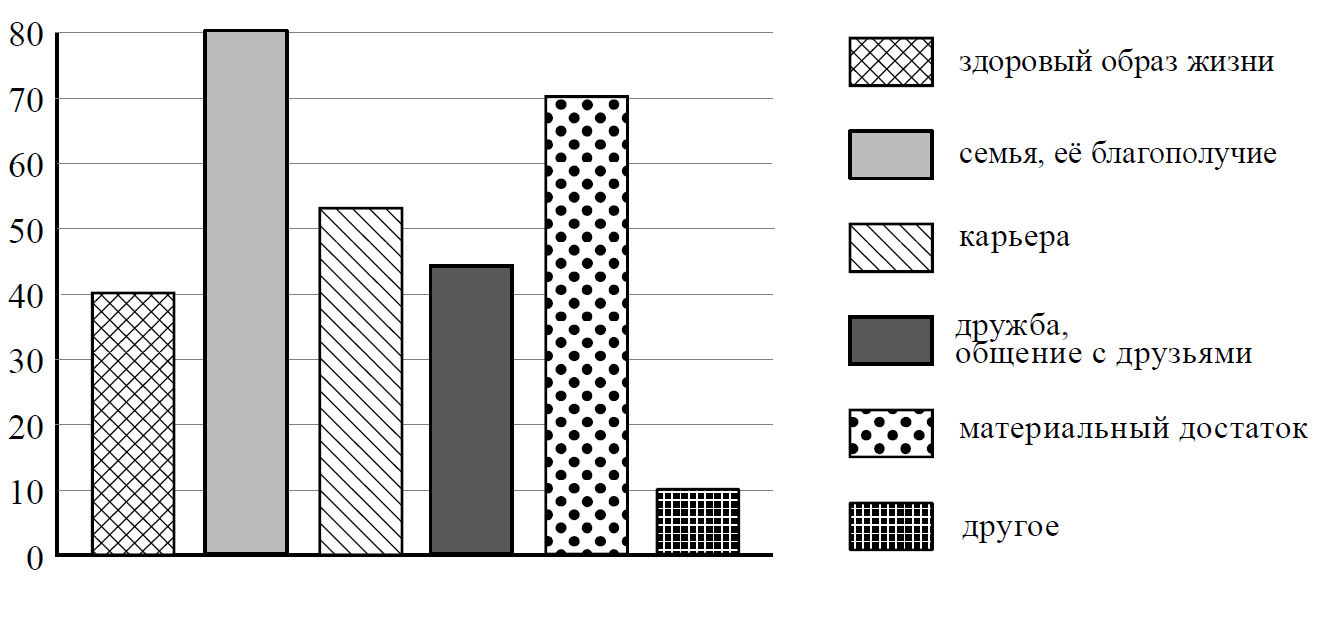 80
70
60
50
40
30
20
10
0
здоровый образ жизни
семья, её благополучие
карьера
дружба,
общение с друзьями
материальный достаток
другое